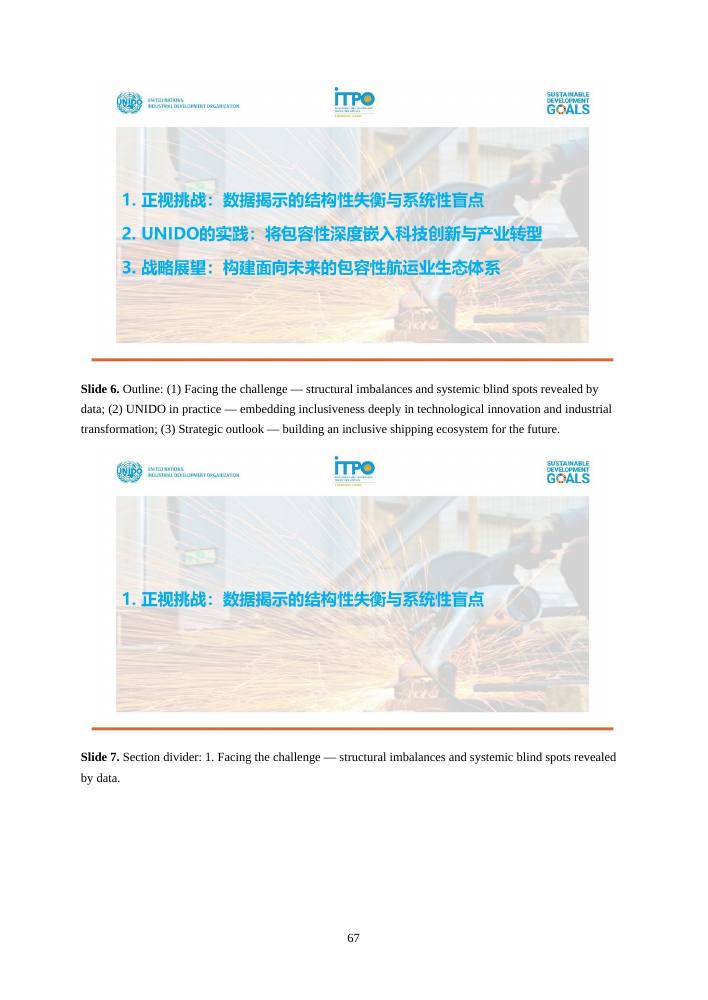 UNITED NATIONS
INDUSTRIAL DEVELOPMENT ORGANIZATION
UNIDO
ITPO
SUSTAINABLE
DEVELOPMENT
GOALS
1. 正视挑战：数据揭示的结构性失衡与系统性盲点
2. UNIDO的实践：将包容性深度嵌入科技创新与产业转型
3. 战略展望：构建面向未来的包容性航运业生态体系
Slide 6. Outline: (1) Facing the challenge — structural imbalances and systemic blind spots revealed by
data; (2) UNIDO in practice — embedding inclusiveness deeply in technological innovation and industrial
transformation; (3) Strategic outlook — building an inclusive shipping ecosystem for the future.
UNITED NATIONS
INDUSTRIAL DEVELOPMENT ORGANIZATION
UNIDO
ITPO
SUSTAINABLE
DEVELOPMENT
GOALS
1. 正视挑战：数据揭示的结构性失衡与系统性盲点
Slide 7. Section divider: 1. Facing the challenge — structural imbalances and systemic blind spots revealed
by data.
67